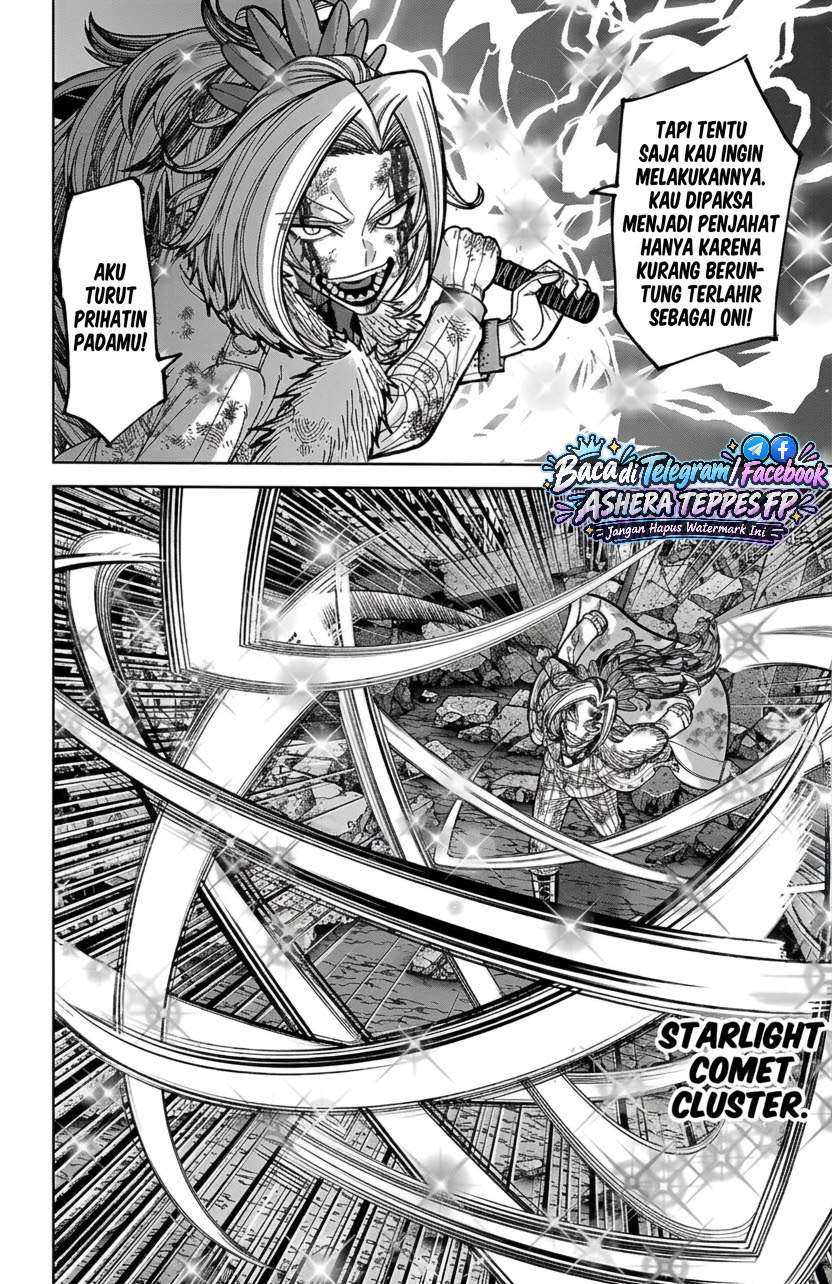 TAPI TENTU
SAJA KAU INGIN
MELAKUKANNYA.
KAU DIPAKSA
MENJADI PENJAHAT
HANYA KARENA
KURANG BERUN-
TUNG TERLAHIR
SEBAGAI ONI!
AKU
TURUT
PRIHATIN
PADAMU!
Baca di Telegram/Facebook
ASHERA TEPPES FP
Jangan Hapus Watermark Ini
STARLIGHT
COMET
CLUSTER.